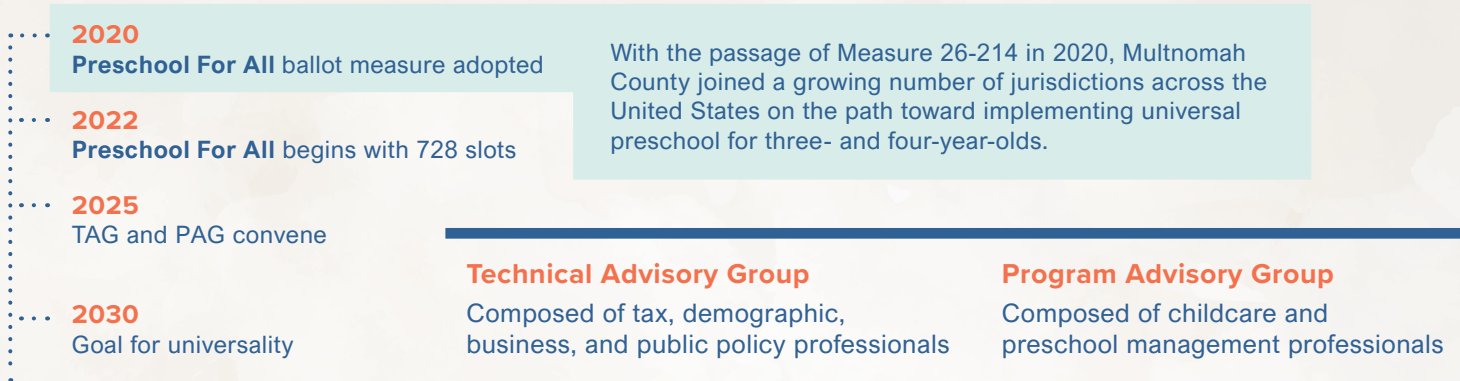 2020
Preschool For All ballot measure adopted
With the passage of Measure 26-214 in 2020, Multnomah
County joined a growing number of jurisdictions across the
United States on the path toward implementing universal
preschool for three- and four-year-olds.
2022
Preschool For All begins with 728 slots
2025
TAG and PAG convene
Technical Advisory Group
Composed of tax, demographic,
business, and public policy professionals
Program Advisory Group
Composed of childcare and
preschool management professionals
2030
Goal for universality